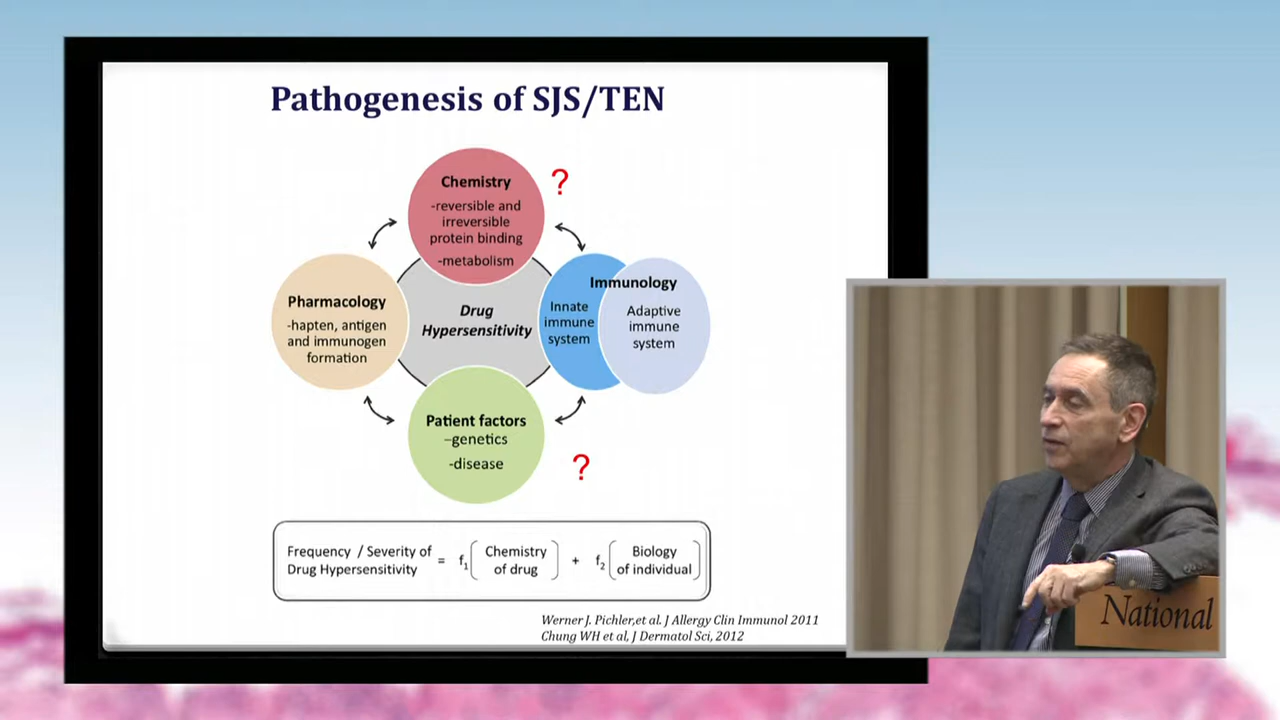 Pathogenesis of SJS/TEN
Chemistry
-reversible and
irreversible
protein binding
-metabolism
?
Pharmacology
-hapten, antigen
and immunogen
formation
Drug
Hypersensitivity
Immunology
Innate
immune
system
Adaptive
immune
system
Patient factors
–genetics
-disease
?
Frequency / Severity of
Drug Hypersensitivity
=
f1
Chemistry
of drug
+
f2
Biology
of individual
Werner J. Pichler,et al. J Allergy Clin Immunol 2011
Chung WH et al, J Dermatol Sci, 2012
National